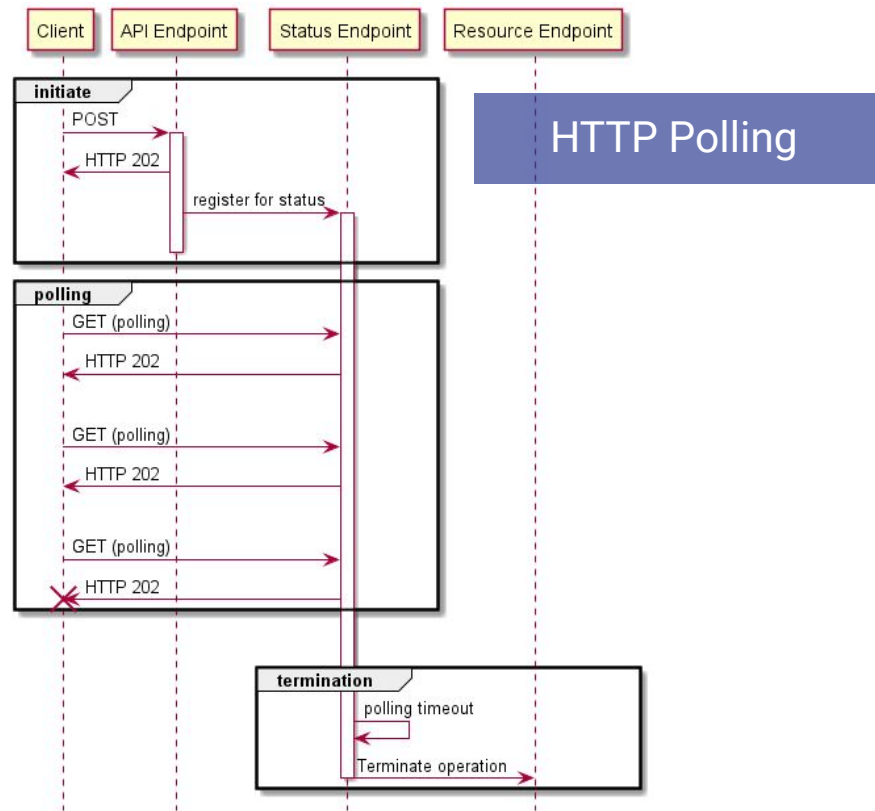 Client
API Endpoint
Status Endpoint
Resource Endpoint
HTTP Polling
initiate
POST
HTTP 202
register for status
polling
GET (polling)
HTTP 202
GET (polling)
HTTP 202
GET (polling)
HTTP 202
termination
polling timeout
Terminate operation